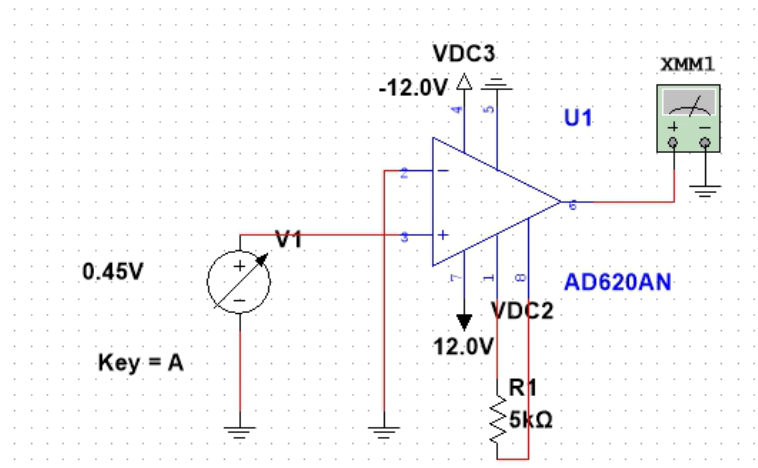 VDC3
XMM1
-12.0V
4
5
U1
+
−
2
−
6
3
+
V1
+
−
0.45V
7
1
8
AD620AN
VDC2
12.0V
Key = A
R1
5kΩ